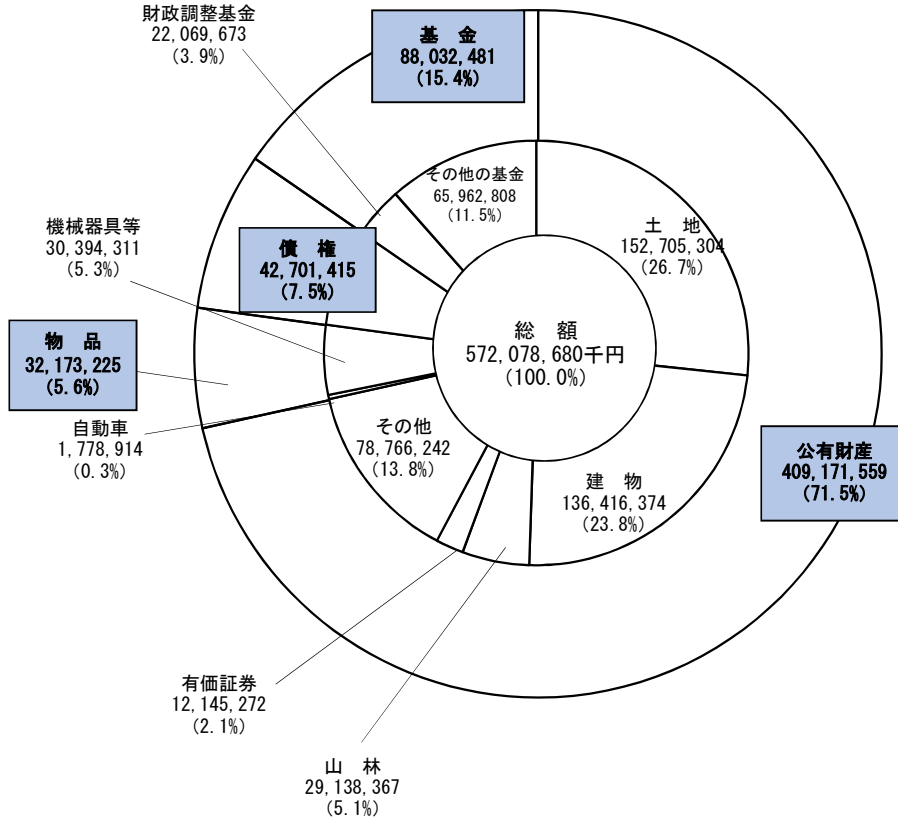 財政調整基金
22,069,673
(3.9%)
基　金
88,032,481
(15.4%)
その他の基金
65,962,808
(11.5%)
土　地
152,705,304
(26.7%)
機械器具等
30,394,311
(5.3%)
債　権
42,701,415
(7.5%)
総　額
572,078,680千円
(100.0%)
物　品
32,173,225
(5.6%)
自動車
1,778,914
(0.3%)
その他
78,766,242
(13.8%)
建　物
136,416,374
(23.8%)
公有財産
409,171,559
(71.5%)
有価証券
12,145,272
(2.1%)
山　林
29,138,367
(5.1%)